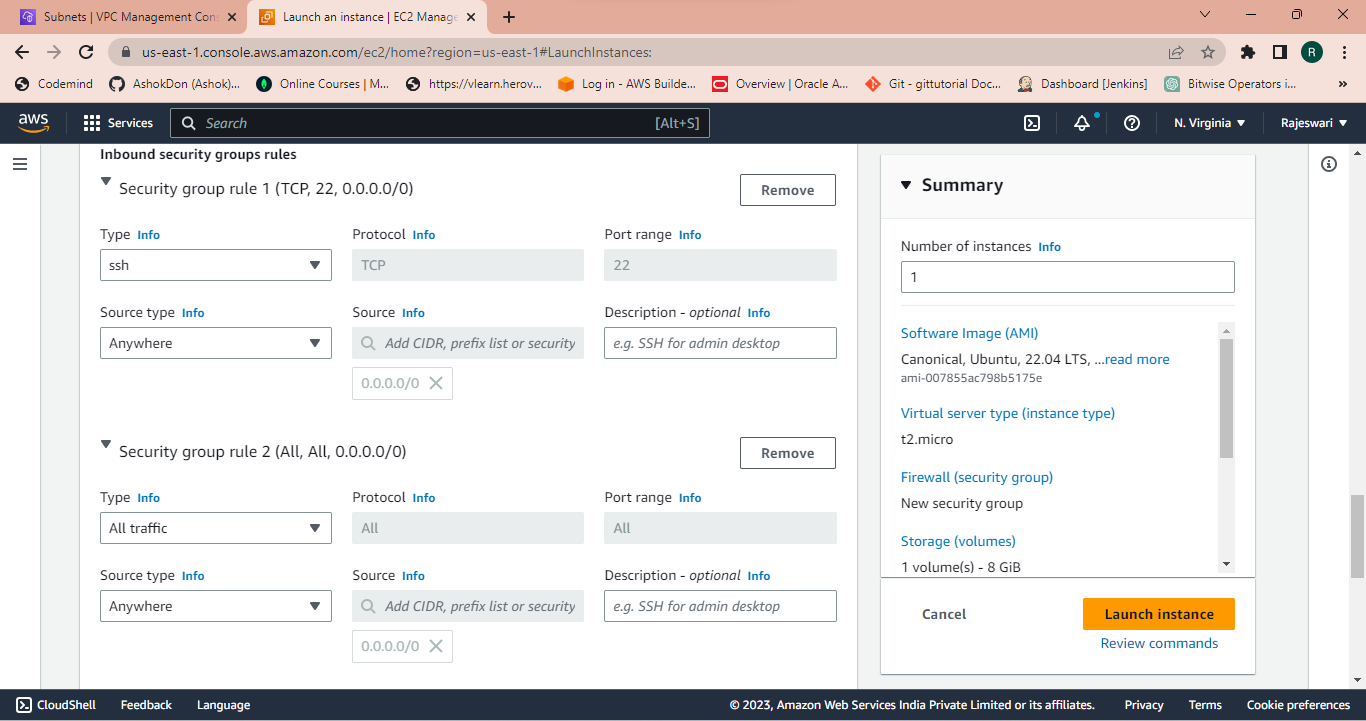 Subnets | VPC Management Con
Launch an instance | EC2 Manage
us-east-1.console.aws.amazon.com/ec2/home?region=us-east-1#LaunchInstances:
R
Codemind
AshokDon (Ashok)...
Online Courses | M...
https://vlearn.herov...
Log in - AWS Builde...
Overview | Oracle A...
Git - gittutorial Doc...
Dashboard [Jenkins]
Bitwise Operators i...
»
aws
Services
Search
[Alt+S]
N. Virginia
Rajeswari
Inbound security groups rules
Security group rule 1 (TCP, 22, 0.0.0.0/0)
Remove
Type Info
Protocol Info
Port range Info
ssh
TCP
22
Source type Info
Source Info
Description - optional Info
Anywhere
Add CIDR, prefix list or security
e.g. SSH for admin desktop
0.0.0.0/0
Security group rule 2 (All, All, 0.0.0.0/0)
Remove
Type Info
Protocol Info
Port range Info
All traffic
All
All
Source type Info
Source Info
Description - optional Info
Anywhere
Add CIDR, prefix list or security
e.g. SSH for admin desktop
0.0.0.0/0
Summary
Number of instances Info
1
Software Image (AMI)
Canonical, Ubuntu, 22.04 LTS, ...read more
ami-007855ac798b5175e
Virtual server type (instance type)
t2.micro
Firewall (security group)
New security group
Storage (volumes)
1 volume(s) - 8 GiB
Cancel
Launch instance
Review commands
CloudShell
Feedback
Language
© 2023, Amazon Web Services India Private Limited or its affiliates.
Privacy
Terms
Cookie preferences